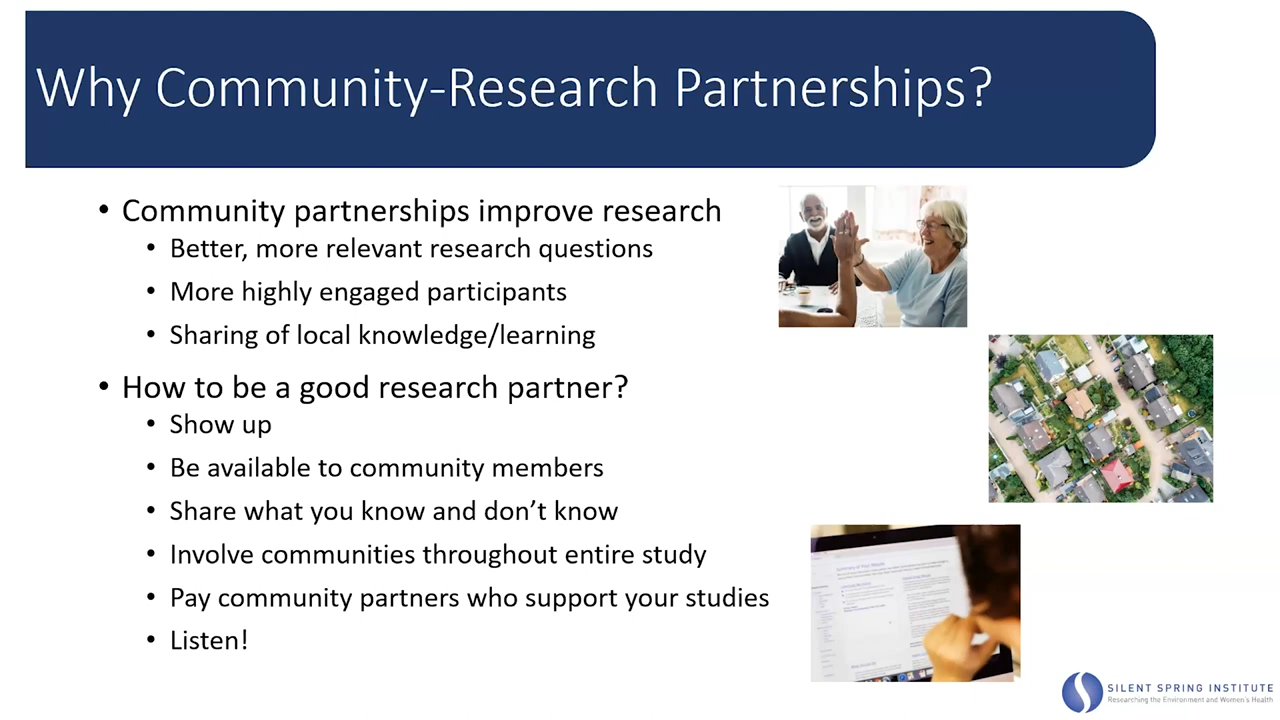 Why Community-Research Partnerships?
• Community partnerships improve research
• Better, more relevant research questions
• More highly engaged participants
• Sharing of local knowledge/learning
• How to be a good research partner?
• Show up
• Be available to community members
• Share what you know and don’t know
• Involve communities throughout entire study
• Pay community partners who support your studies
• Listen!
SILENT SPRING INSTITUTE
Researching the Environment and Women's Health